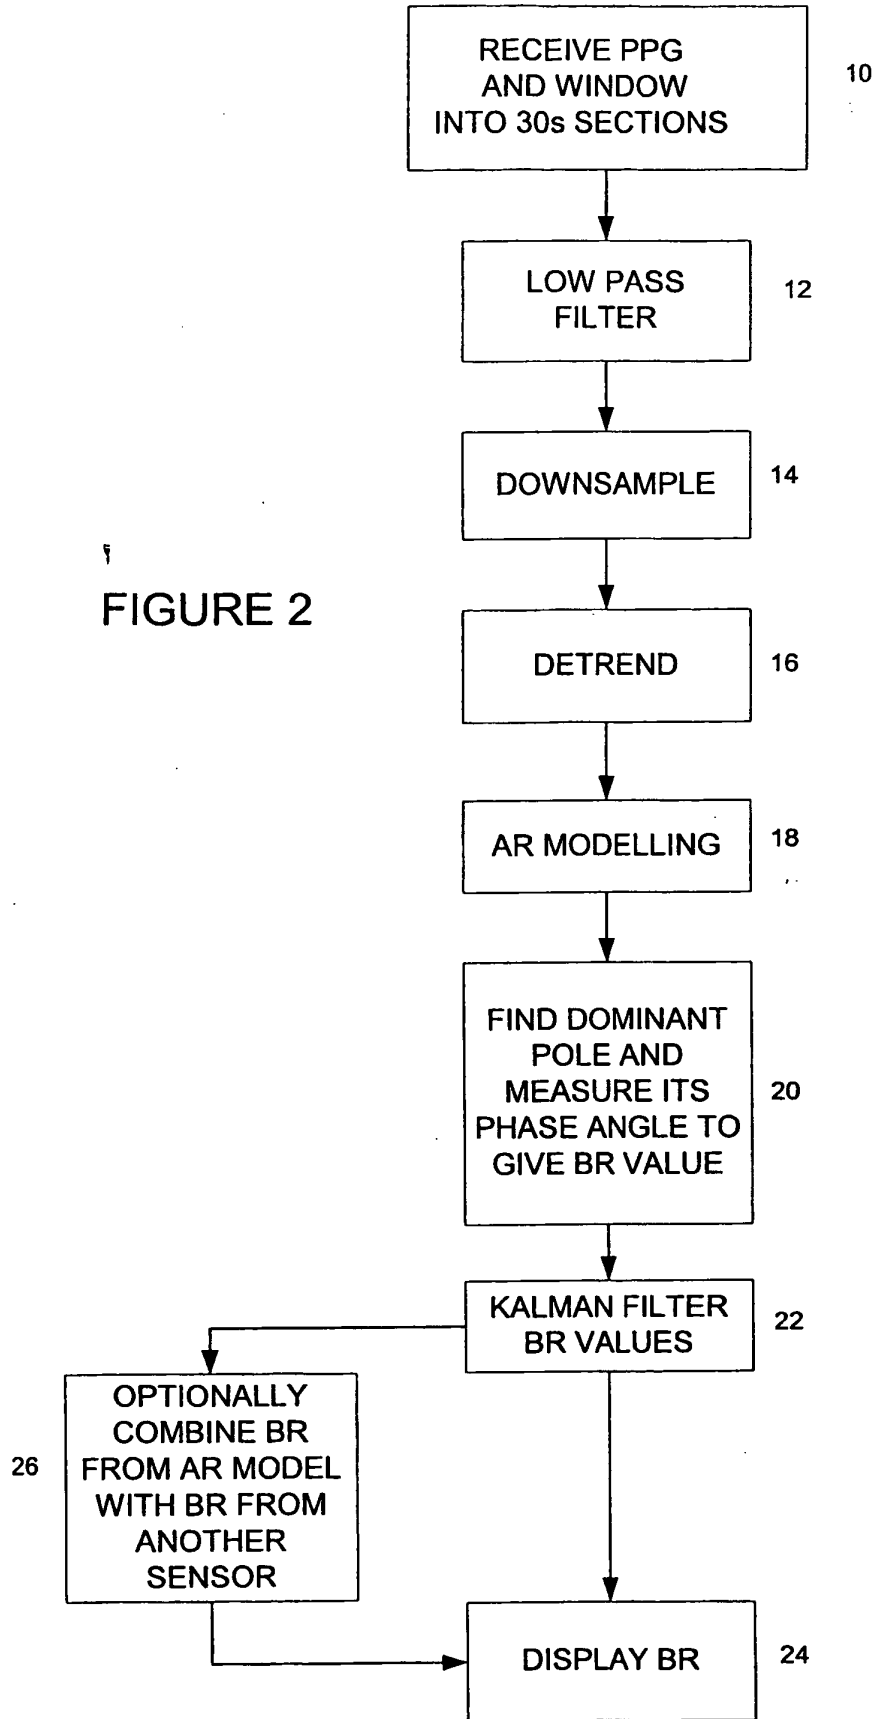 RECEIVE PPG
AND WINDOW
INTO 30s SECTIONS
10
LOW PASS
FILTER
12
DOWNSAMPLE
14
FIGURE 2
DETREND
16
AR MODELLING
18
FIND DOMINANT
POLE AND
MEASURE ITS
PHASE ANGLE TO
GIVE BR VALUE
20
KALMAN FILTER
BR VALUES
22
OPTIONALLY
COMBINE BR
FROM AR MODEL
WITH BR FROM
ANOTHER
SENSOR
26
DISPLAY BR
24